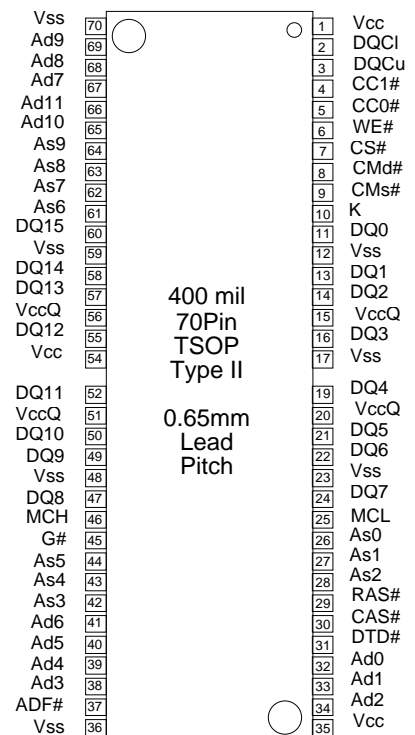 Vss 70 1 Vcc
Ad9 69 2 DQCl
Ad8 68 3 DQCu
Ad7 67 4 CC1#
Ad11 66 5 CC0#
Ad10 65 6 WE#
As9 64 7 CS#
As8 63 8 CMd#
As7 62 9 CMs#
As6 61 10 K
DQ15 60 11 DQ0
Vss 59 12 Vss
DQ14 58 13 DQ1
DQ13 57 14 DQ2
VccQ 56 15 VccQ
DQ12 55 16 DQ3
Vcc 54 17 Vss
400 mil
70Pin
TSOP
Type II
0.65mm
Lead
Pitch
DQ11 52 19 DQ4
VccQ 51 20 VccQ
DQ10 50 21 DQ5
DQ9 49 22 DQ6
Vss 48 23 Vss
DQ8 47 24 DQ7
MCH 46 25 MCL
G# 45 26 As0
As5 44 27 As1
As4 43 28 As2
As3 42 29 RAS#
Ad6 41 30 CAS#
Ad5 40 31 DTD#
Ad4 39 32 Ad0
Ad3 38 33 Ad1
ADF# 37 34 Ad2
Vss 36 35 Vcc